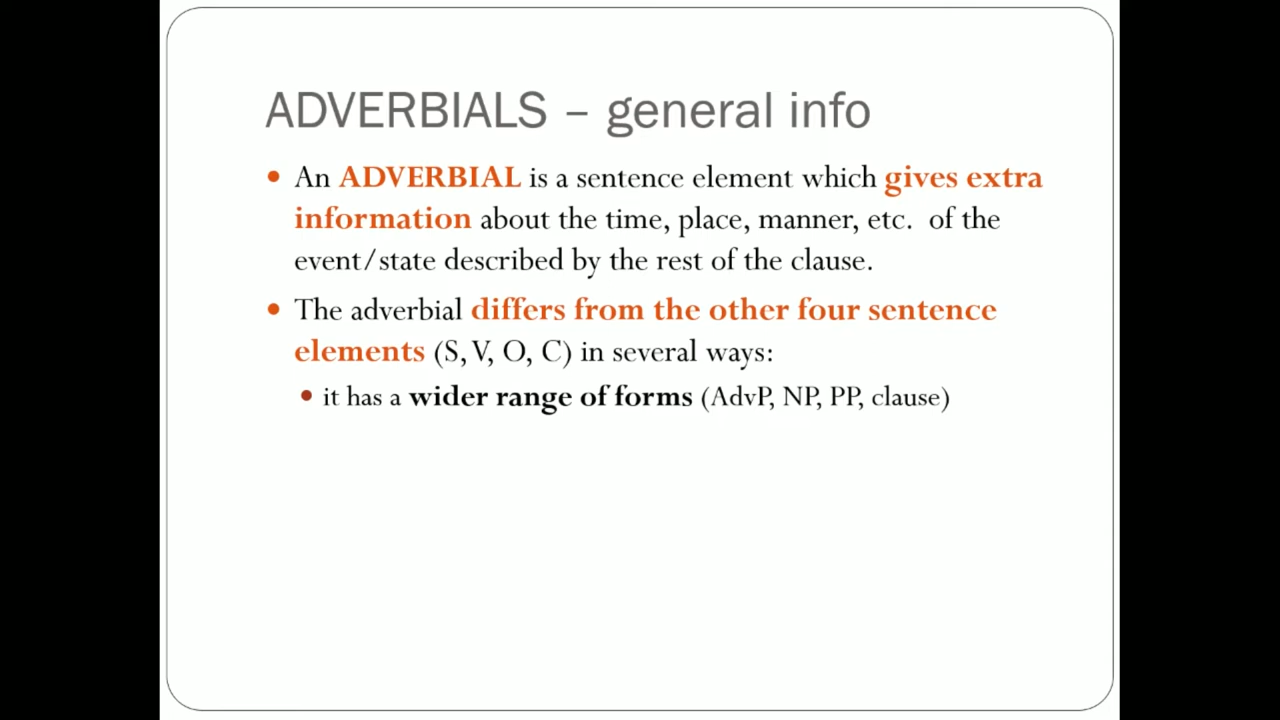 ADVERBIALS – general info
• An ADVERBIAL is a sentence element which gives extra
information about the time, place, manner, etc.  of the
event/state described by the rest of the clause.
• The adverbial differs from the other four sentence
elements (S, V, O, C) in several ways:
• it has a wider range of forms (AdvP, NP, PP, clause)